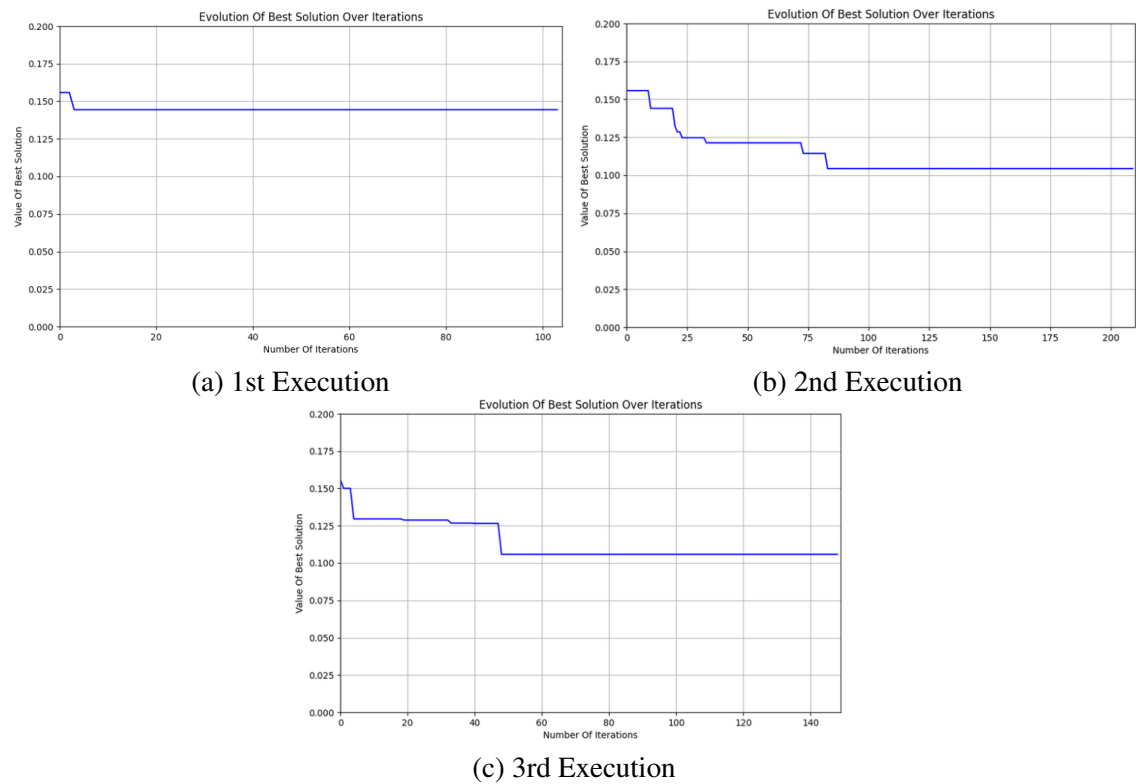 Evolution Of Best Solution Over Iterations
0.200
0.175
0.150
0.125
0.100
0.075
0.050
0.025
0.000
Value Of Best Solution
0 20 40 60 80 100
Number Of Iterations
(a) 1st Execution
Evolution Of Best Solution Over Iterations
0.200
0.175
0.150
0.125
0.100
0.075
0.050
0.025
0.000
Value Of Best Solution
0 25 50 75 100 125 150 175 200
Number Of Iterations
(b) 2nd Execution
Evolution Of Best Solution Over Iterations
0.200
0.175
0.150
0.125
0.100
0.075
0.050
0.025
0.000
Value Of Best Solution
0 20 40 60 80 100 120 140
Number Of Iterations
(c) 3rd Execution